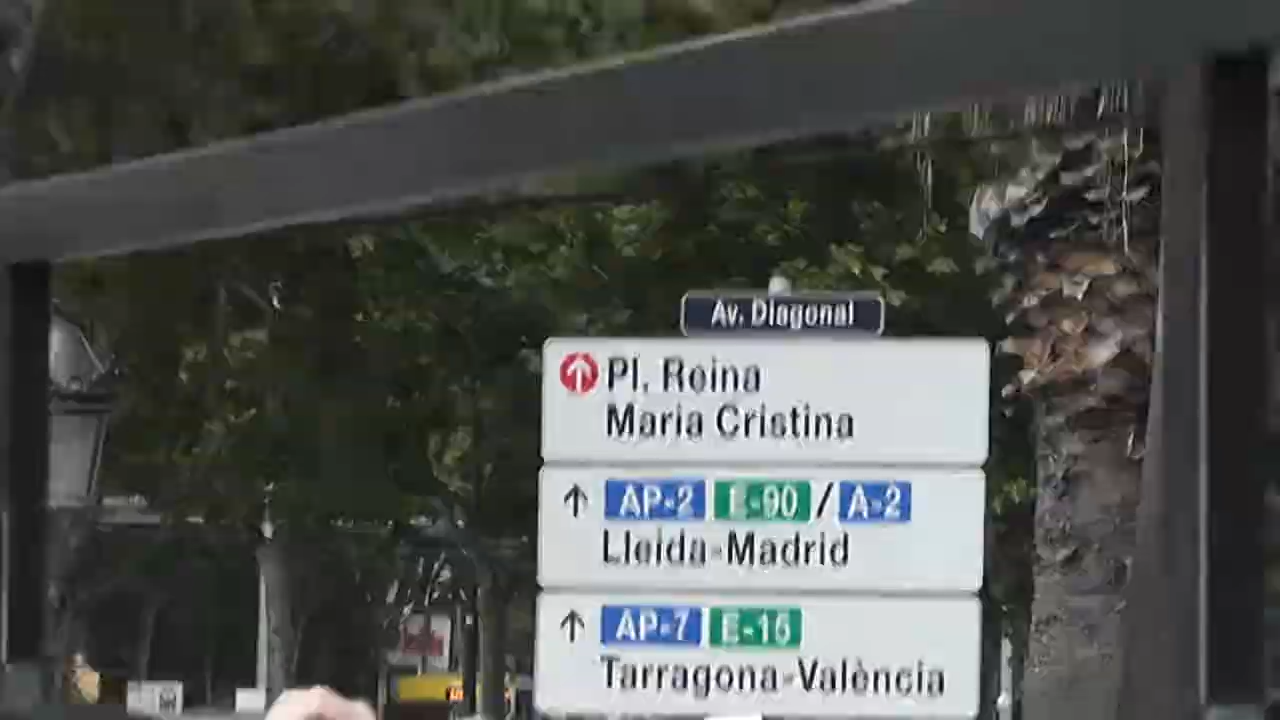 Av. Diagonal
Pl. Reina
Maria Cristina
AP-2 E-90 / A-2
Lleida-Madrid
AP-7 E-15
Tarragona-València